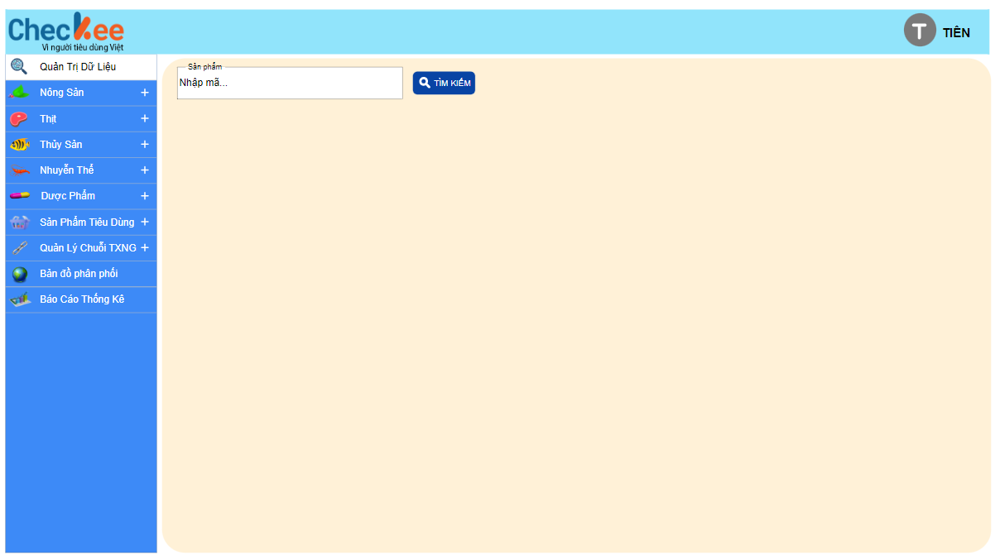 Checkee
Vì người tiêu dùng Việt
T TIÊN
Quản Trị Dữ Liệu
Nông Sản +
Thịt +
Thủy Sản +
Nhuyễn Thể +
Dược Phẩm +
Sản Phẩm Tiêu Dùng +
Quản Lý Chuỗi TXNG +
Bản đồ phân phối
Báo Cáo Thống Kê
Sản phẩm
Nhập mã...
TÌM KIẾM